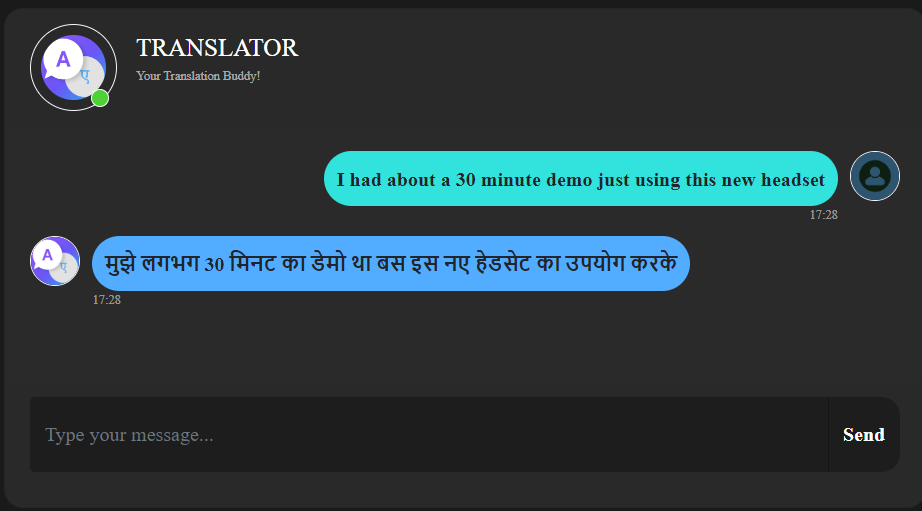 A
ए
TRANSLATOR
Your Translation Buddy!
I had about a 30 minute demo just using this new headset
17:28
A
ए
मुझे लगभग 30 मिनट का डेमो था बस इस नए हेडसेट का उपयोग करके
17:28
Type your message...
Send